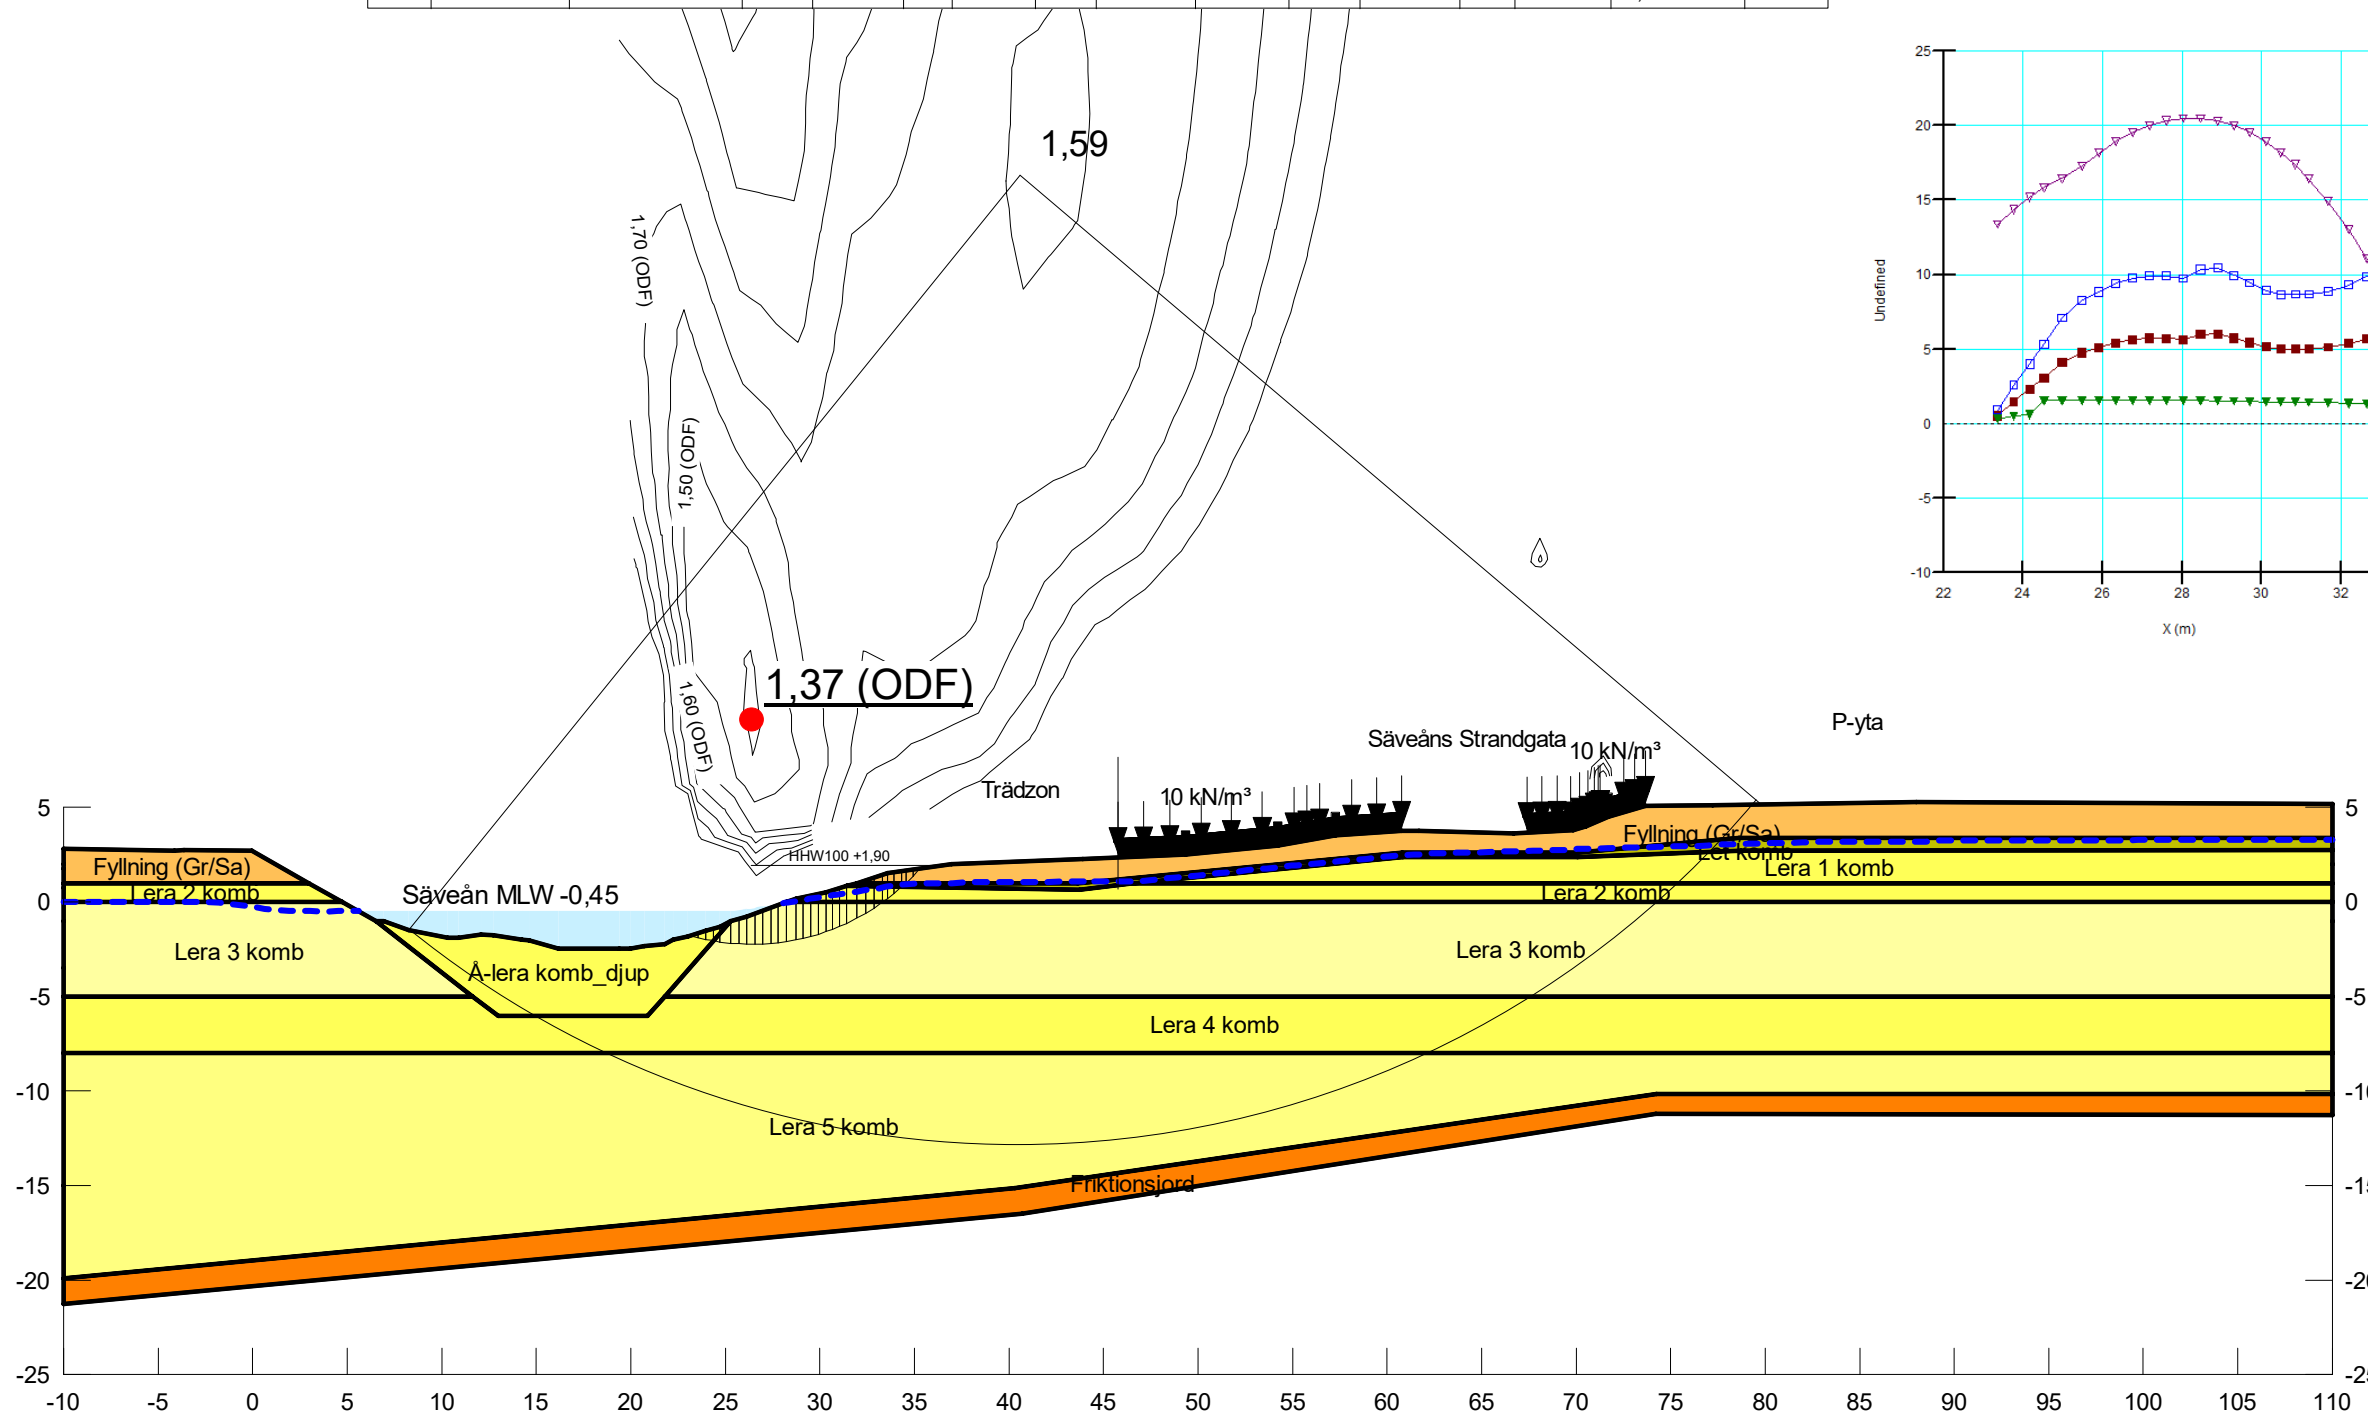 1,59
1,70 (ODF)
1,50 (ODF)
1,60 (ODF)
1,37 (ODF)
25
20
15
10
5
0
-5
-10
Undefined
22
24
26
28
30
32
X (m)
P-yta
Säveåns Strandgata
10 kN/m³
Trädzon
10 kN/m³
5
5
Fyllning (Gr/Sa)
HHW100 +1,90
Fyllning (Gr/Sa)
Let komb
Lera 1 komb
Lera 2 komb
Säveån MLW -0,45
Lera 2 komb
0
0
Lera 3 komb
Lera 3 komb
Å-lera komb_djup
-5
-5
Lera 4 komb
-10
Lera 5 komb
-15
Friktionsjord
-20
-25
-10
-5
0
5
10
15
20
25
30
35
40
45
50
55
60
65
70
75
80
85
90
95
100
105
110